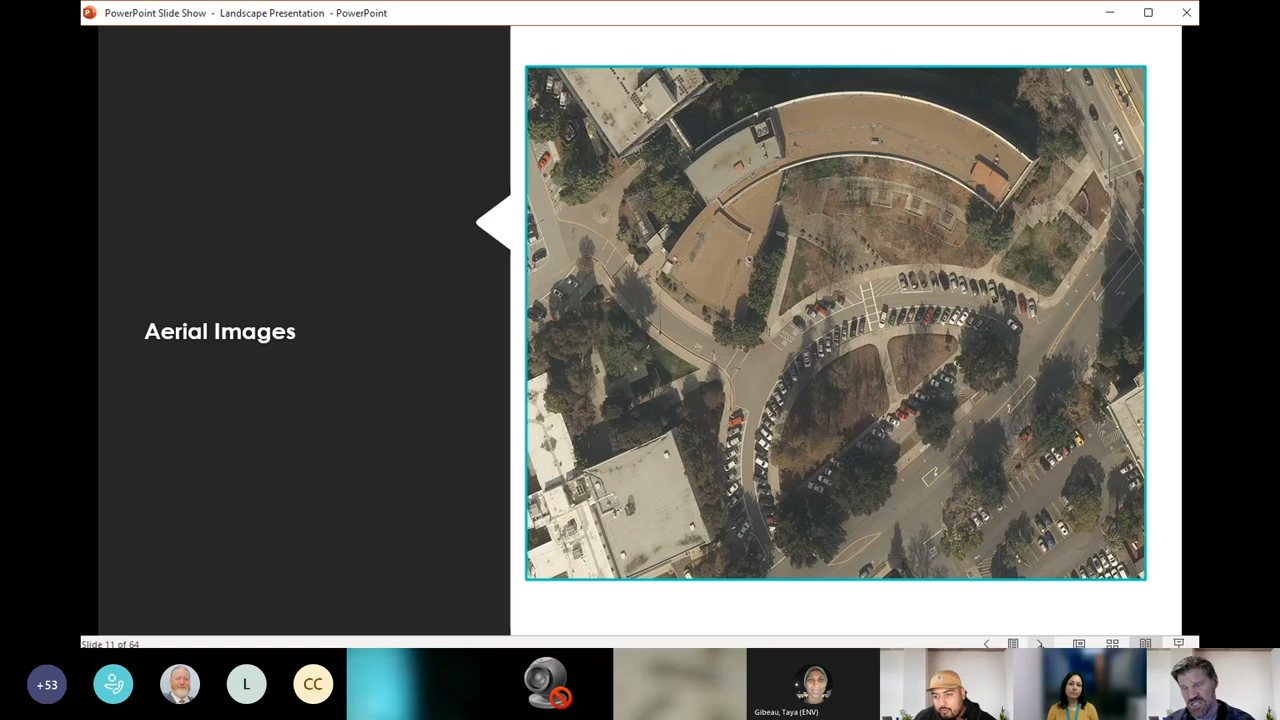 PowerPoint Slide Show - Landscape Presentation - PowerPoint
Aerial Images
Slide 11 of 64
+53
L
CC
Gibeau, Taya (ENV)